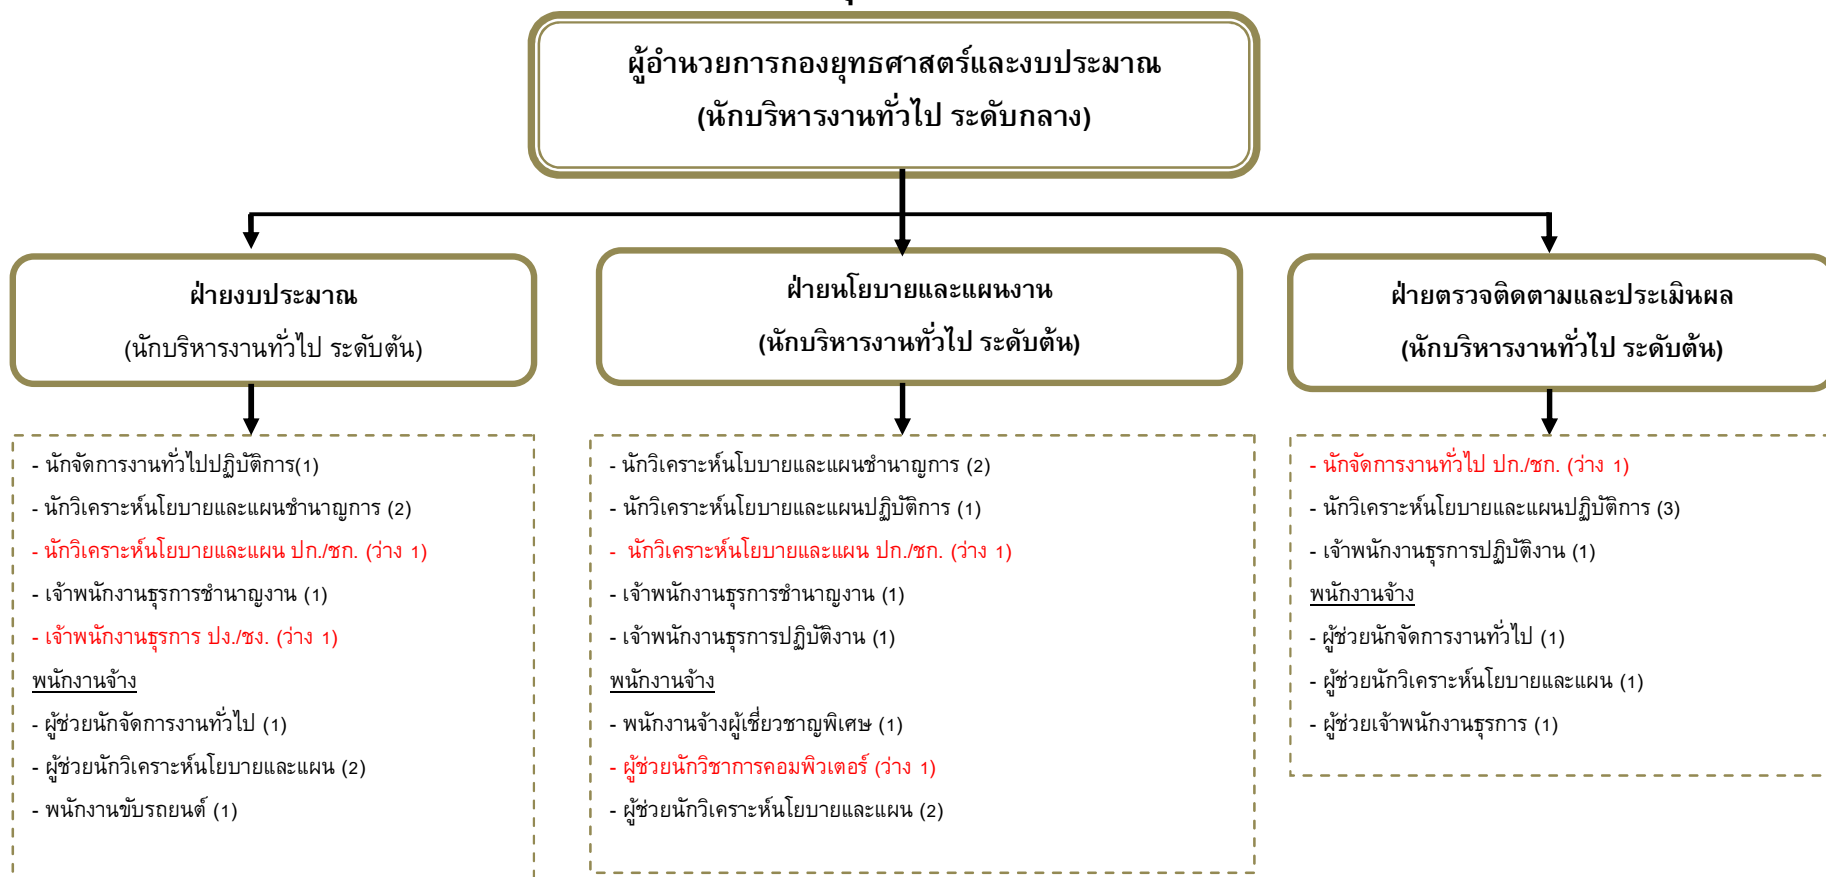 ผู้อำนวยการกองยุทธศาสตร์และงบประมาณ
(นักบริหารงานทั่วไป ระดับกลาง)
ฝ่ายงบประมาณ
(นักบริหารงานทั่วไป ระดับต้น)
- นักจัดการงานทั่วไปปฏิบัติการ(1)
- นักวิเคราะห์นโยบายและแผนชำนาญการ (2)
- นักวิเคราะห์นโยบายและแผน ปก./ชก. (ว่าง 1)
- เจ้าพนักงานธุรการชำนาญงาน (1)
- เจ้าพนักงานธุรการ ปง./ชง. (ว่าง 1)
พนักงานจ้าง
- ผู้ช่วยนักจัดการงานทั่วไป (1)
- ผู้ช่วยนักวิเคราะห์นโยบายและแผน (2)
- พนักงานขับรถยนต์ (1)
ฝ่ายนโยบายและแผนงาน
(นักบริหารงานทั่วไป ระดับต้น)
- นักวิเคราะห์นโบบายและแผนชำนาญการ (2)
- นักวิเคราะห์นโยบายและแผนปฏิบัติการ (1)
- นักวิเคราะห์นโยบายและแผน ปก./ชก. (ว่าง 1)
- เจ้าพนักงานธุรการชำนาญงาน (1)
- เจ้าพนักงานธุรการปฏิบัติงาน (1)
พนักงานจ้าง
- พนักงานจ้างผู้เชี่ยวชาญพิเศษ (1)
- ผู้ช่วยนักวิชาการคอมพิวเตอร์ (ว่าง 1)
- ผู้ช่วยนักวิเคราะห์นโยบายและแผน (2)
ฝ่ายตรวจติดตามและประเมินผล
(นักบริหารงานทั่วไป ระดับต้น)
- นักจัดการงานทั่วไป ปก./ชก. (ว่าง 1)
- นักวิเคราะห์นโยบายและแผนปฏิบัติการ (3)
- เจ้าพนักงานธุรการปฏิบัติงาน (1)
พนักงานจ้าง
- ผู้ช่วยนักจัดการงานทั่วไป (1)
- ผู้ช่วยนักวิเคราะห์นโยบายและแผน (1)
- ผู้ช่วยเจ้าพนักงานธุรการ (1)